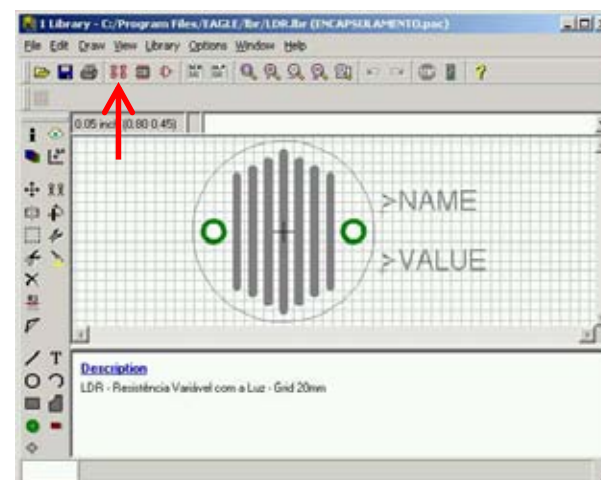 1 Library - C:/Program Files/EAGLE/lbr/LDR.lbr (ENCAPSULAMENTO.pac)
File Edit Draw View Library Options Window Help
0.05 inch (0.80 0.45)
>NAME
>VALUE
Description
LDR - Resistência Variável com a Luz - Grid 20mm